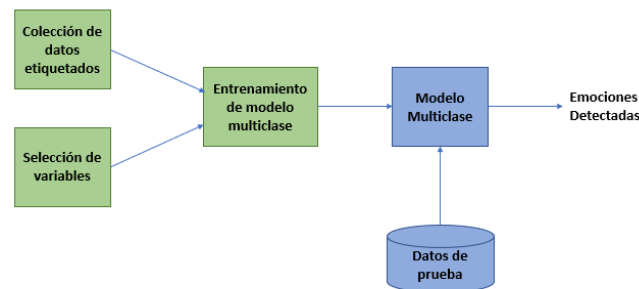 Colección de
datos
etiquetados
Selección de
variables
Entrenamiento
de modelo
multiclase
Modelo
Multiclase
Emociones
Detectadas
Datos de
prueba